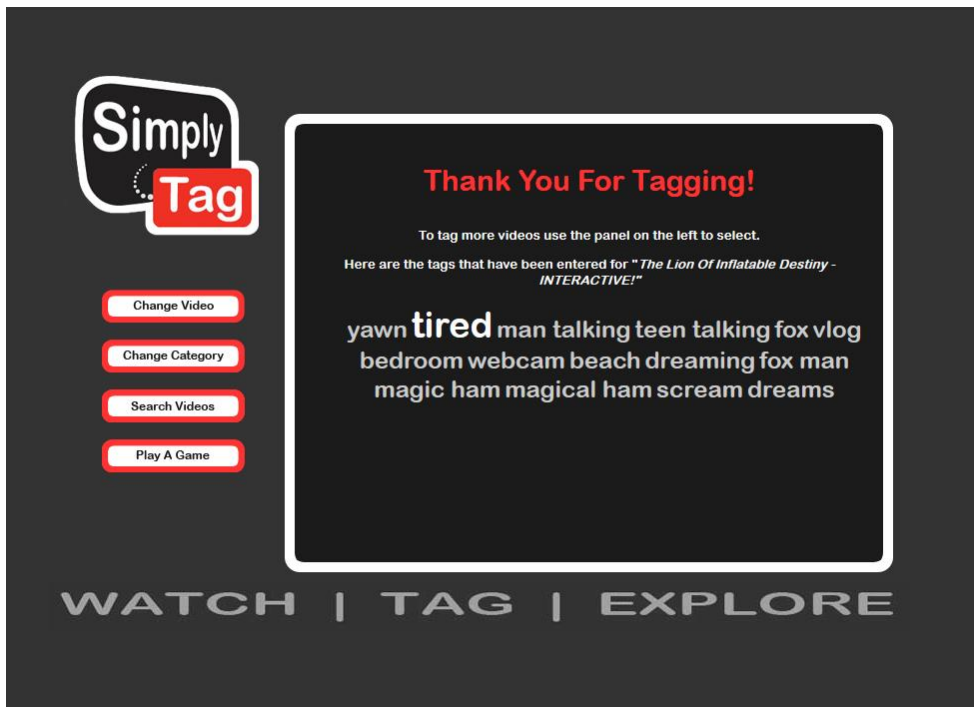 Simply
Tag
Thank You For Tagging!
To tag more videos use the panel on the left to select.
Here are the tags that have been entered for "The Lion Of Inflatable Destiny -
INTERACTIVE!"
yawn tired man talking teen talking fox vlog
bedroom webcam beach dreaming fox man
magic ham magical ham scream dreams
Change Video
Change Category
Search Videos
Play A Game
WATCH | TAG | EXPLORE